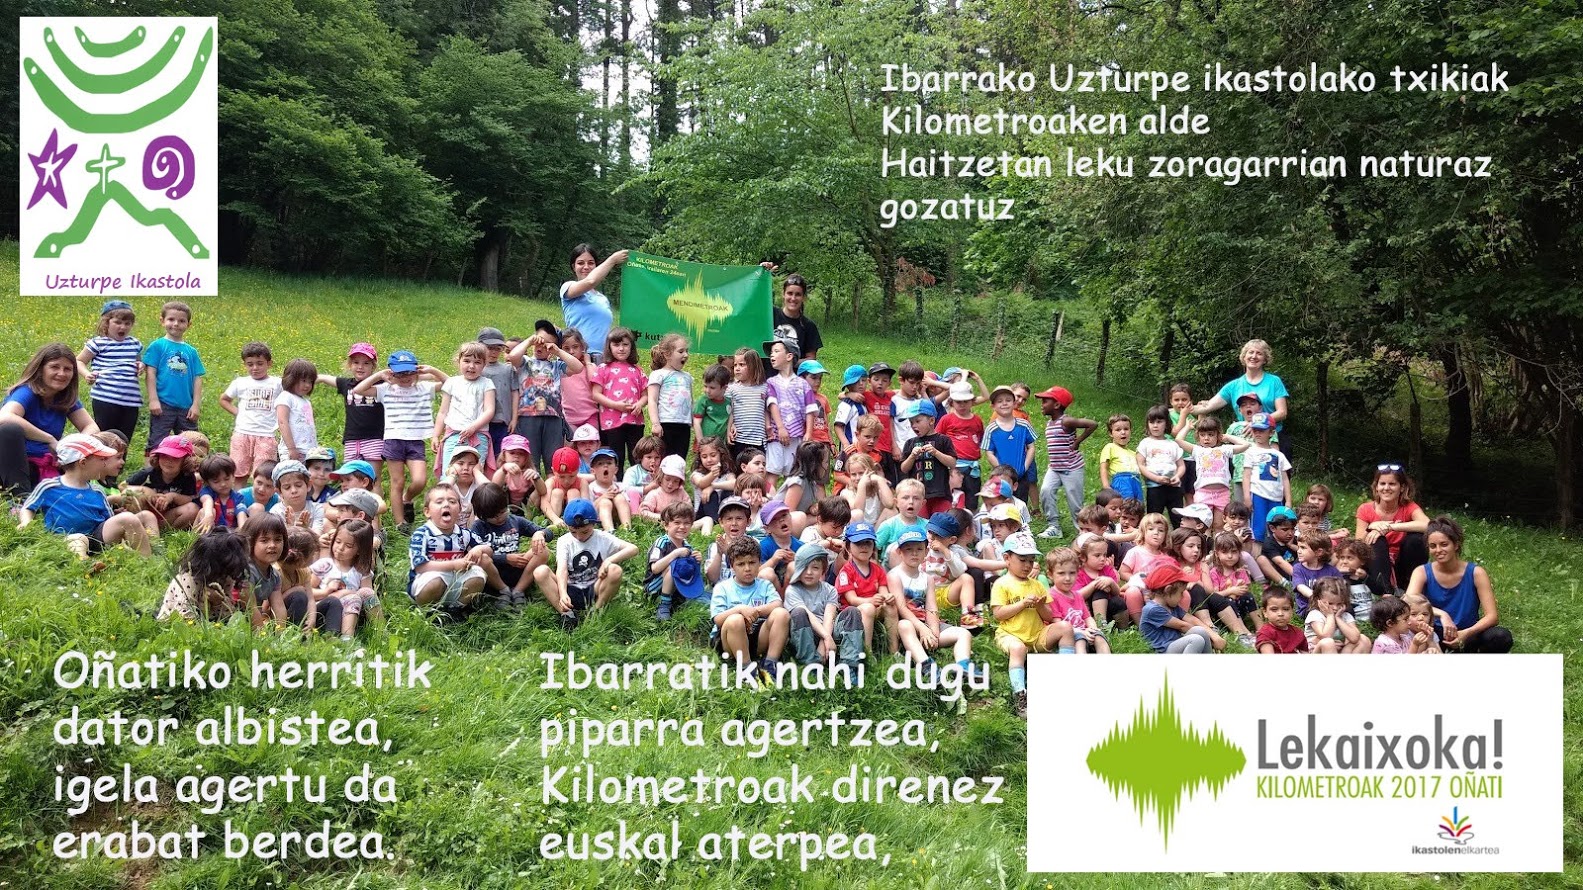 Uzturpe Ikastola
Ibarrako Uzturpe ikastolako txikiak
Kilometroaken alde
Haitzetan leku zoragarrian naturaz
gozatuz
KILOMETROAK
MENDIMETROAK
Oñatiko herritik
dator albistea,
igela agertu da
erabat berdea.
Ibarratik nahi dugu
piparra agertzea,
Kilometroak direnez
euskal aterpea,
Lekaixoka!
KILOMETROAK 2017 OÑATI
ikastolenelkartea